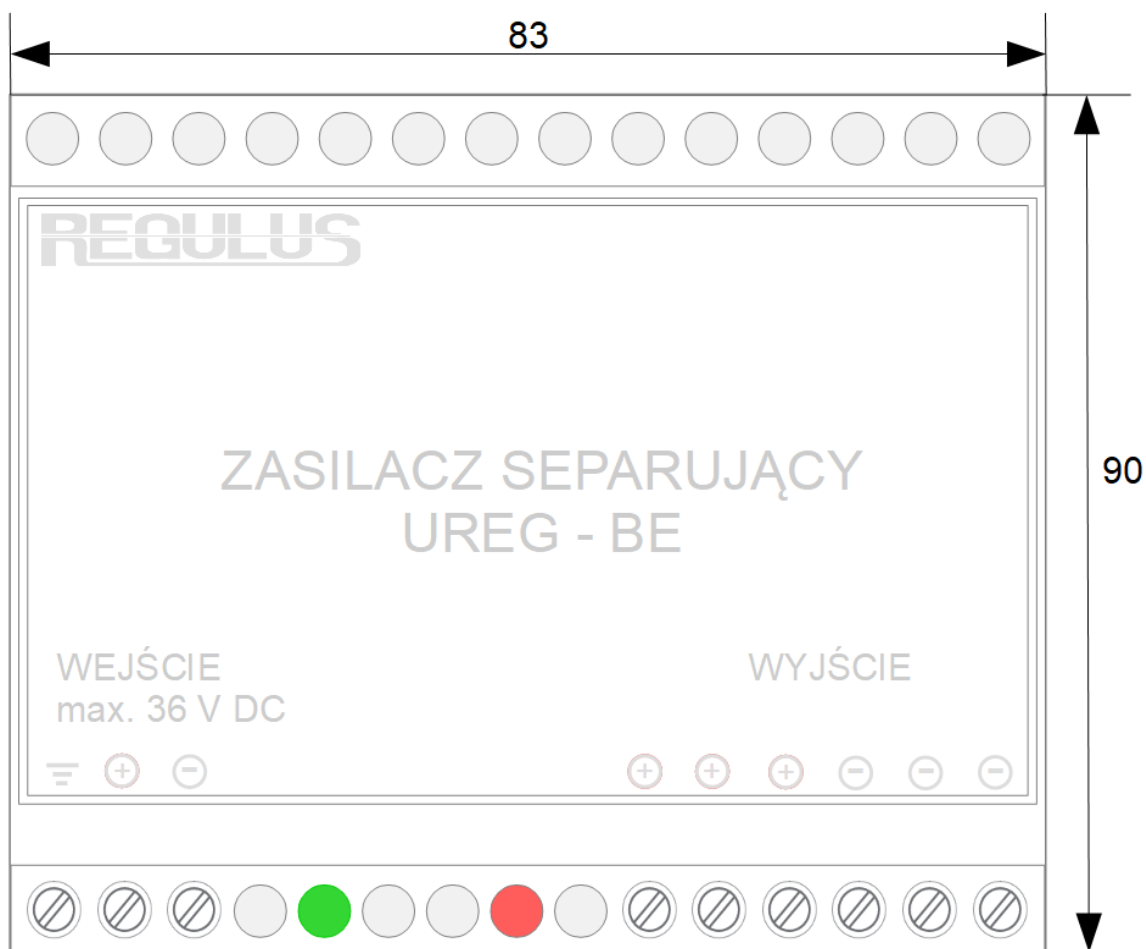 83
REGULUS
ZASILACZ SEPARUJĄCY
UREG - BE
90
WEJŚCIE
max. 36 V DC
WYJŚCIE